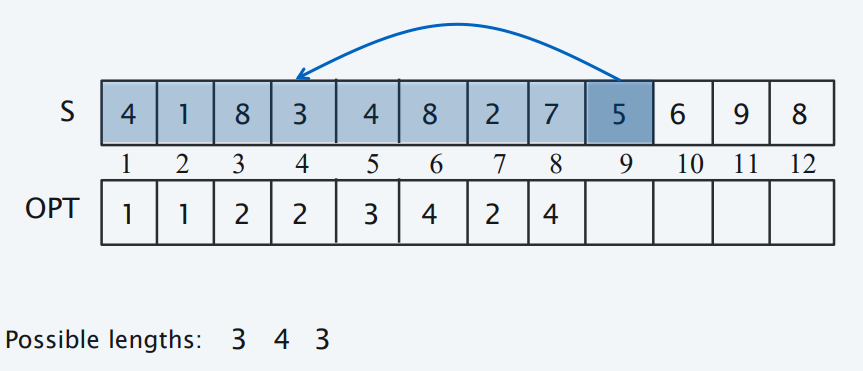 S 4 1 8 3 4 8 2 7 5 6 9 8
1 2 3 4 5 6 7 8 9 10 11 12
OPT 1 1 2 2 3 4 2 4
Possible lengths: 3 4 3